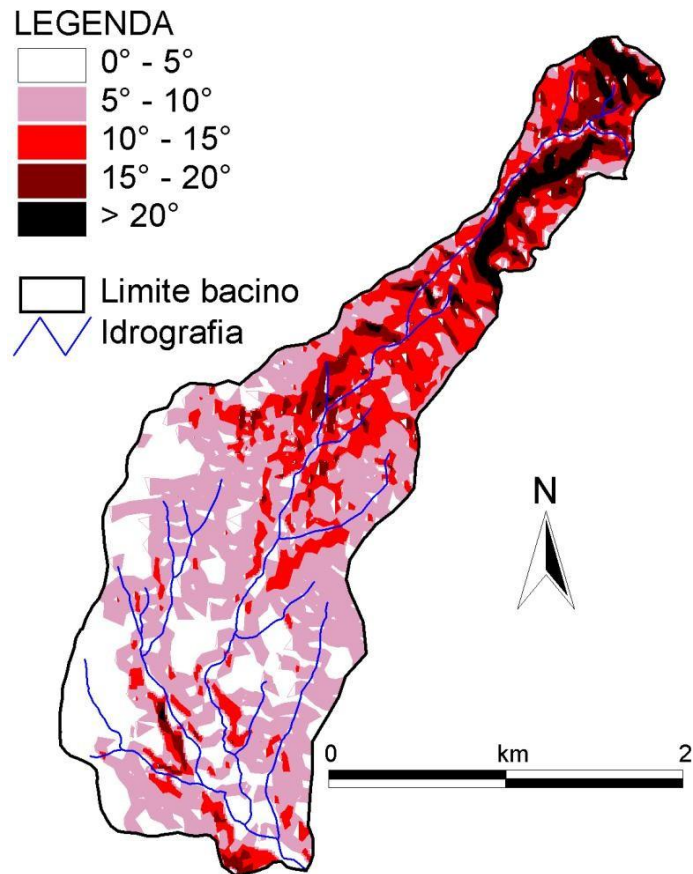 LEGENDA
0° - 5°
5° - 10°
10° - 15°
15° - 20°
> 20°
Limite bacino
Idrografia
N
0 km 2